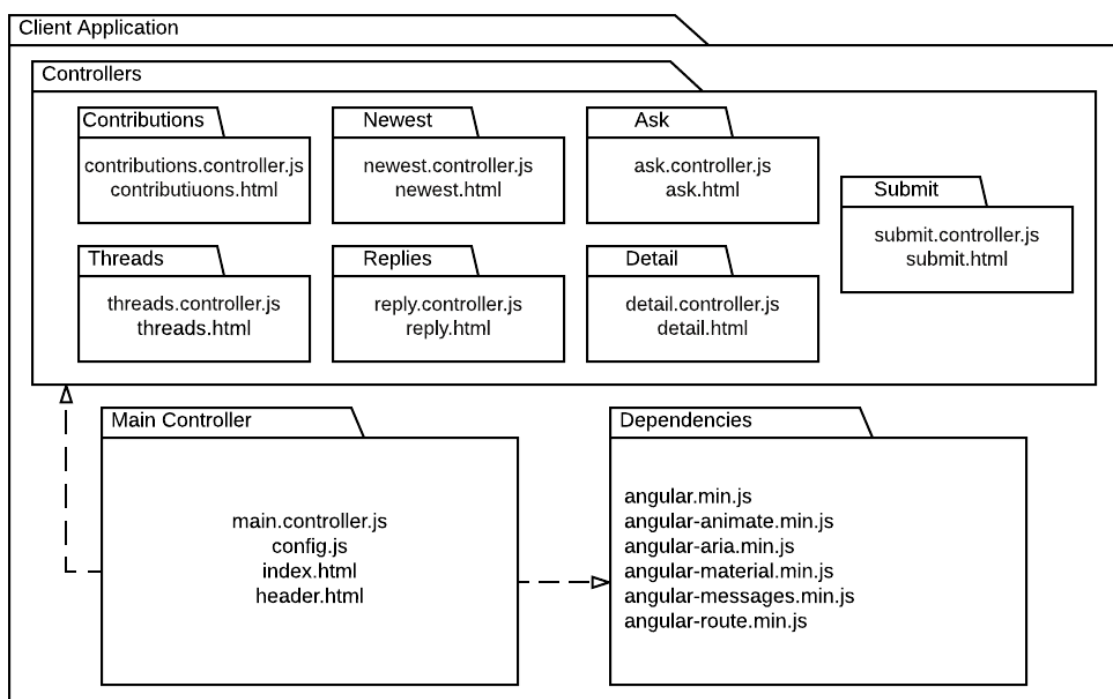 Client Application
Controllers
Contributions
contributions.controller.js
contributiuons.html
Newest
newest.controller.js
newest.html
Ask
ask.controller.js
ask.html
Submit
submit.controller.js
submit.html
Threads
threads.controller.js
threads.html
Replies
reply.controller.js
reply.html
Detail
detail.controller.js
detail.html
Main Controller
main.controller.js
config.js
index.html
header.html
Dependencies
angular.min.js
angular-animate.min.js
angular-aria.min.js
angular-material.min.js
angular-messages.min.js
angular-route.min.js